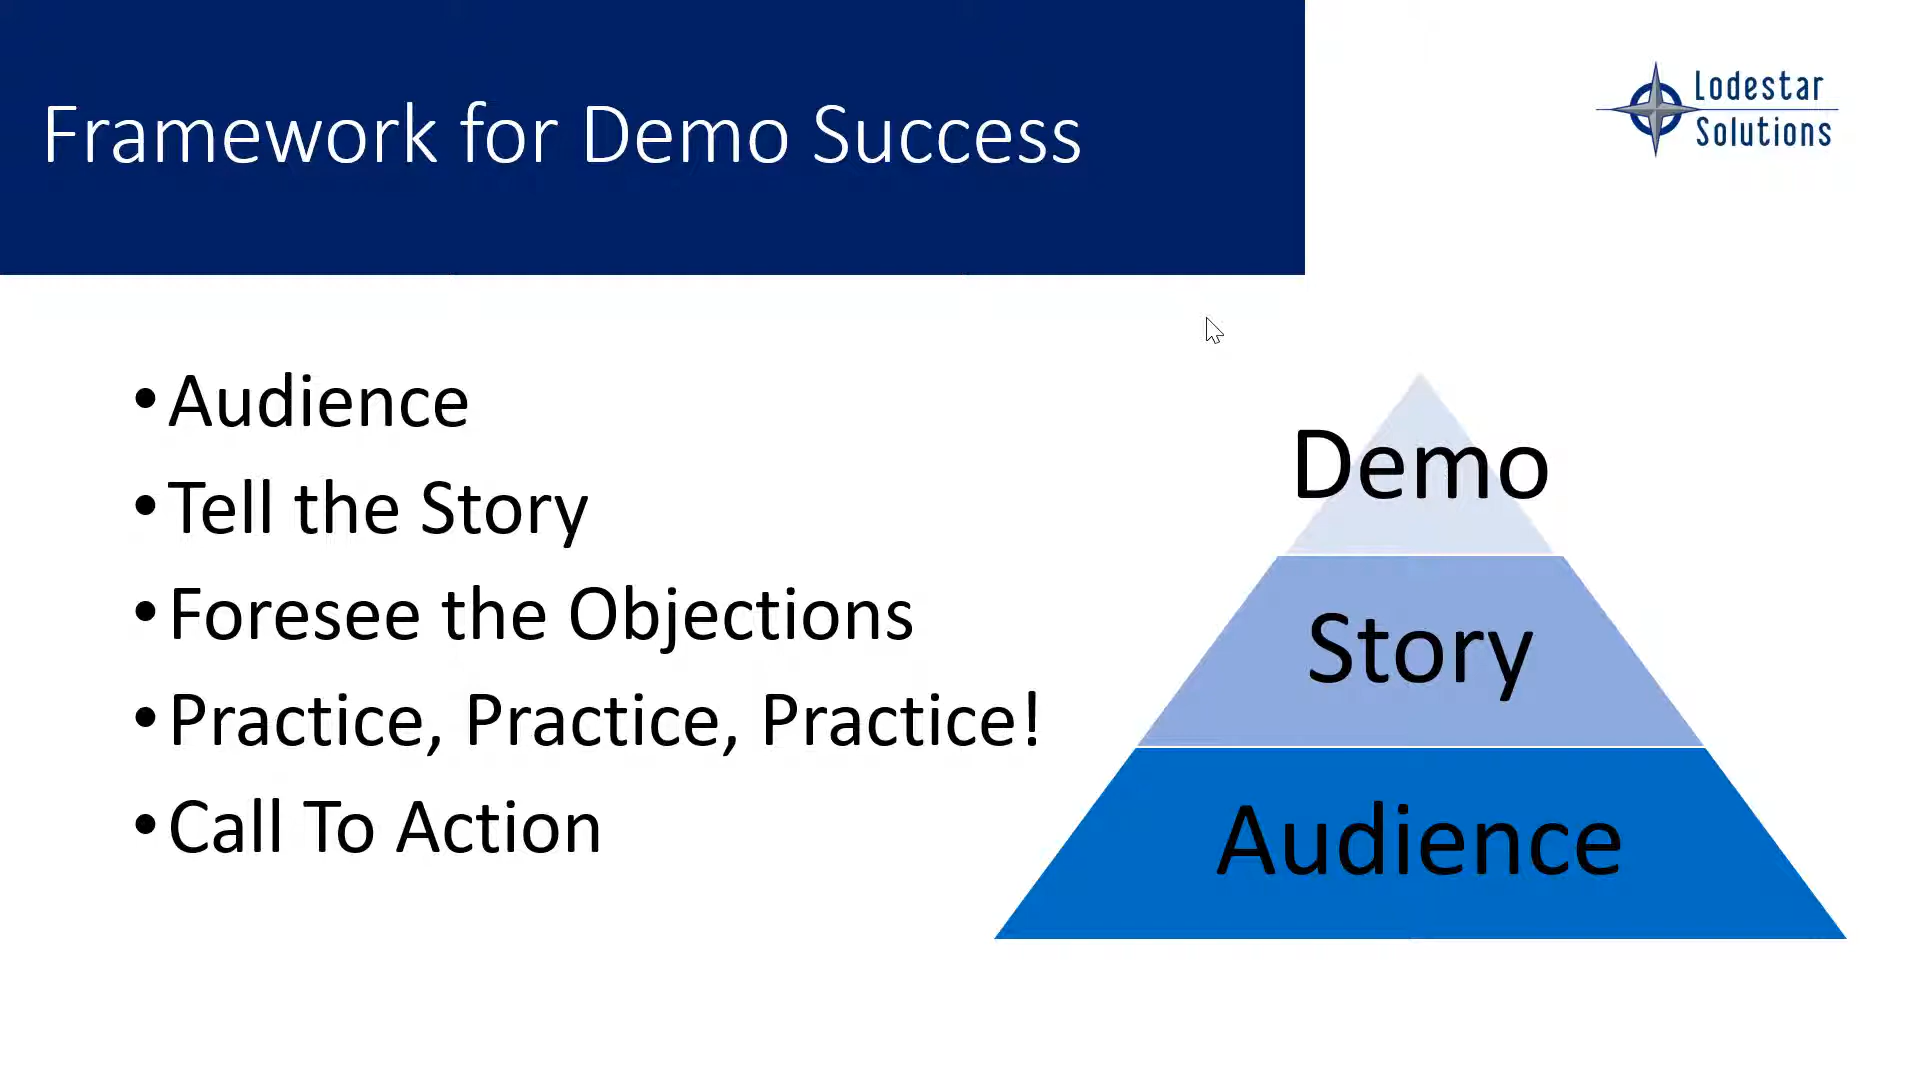 Framework for Demo Success
Lodestar
Solutions
•Audience
•Tell the Story
•Foresee the Objections
•Practice, Practice, Practice!
•Call To Action
Demo
Story
Audience